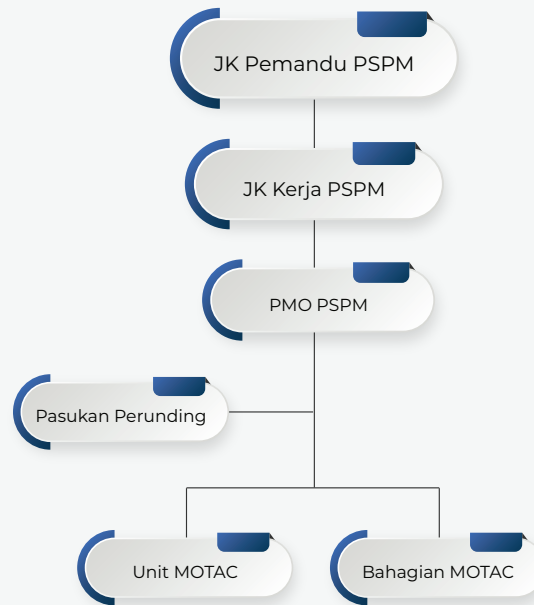 JK Pemandu PSPM
JK Kerja PSPM
PMO PSPM
Pasukan Perunding
Unit MOTAC
Bahagian MOTAC